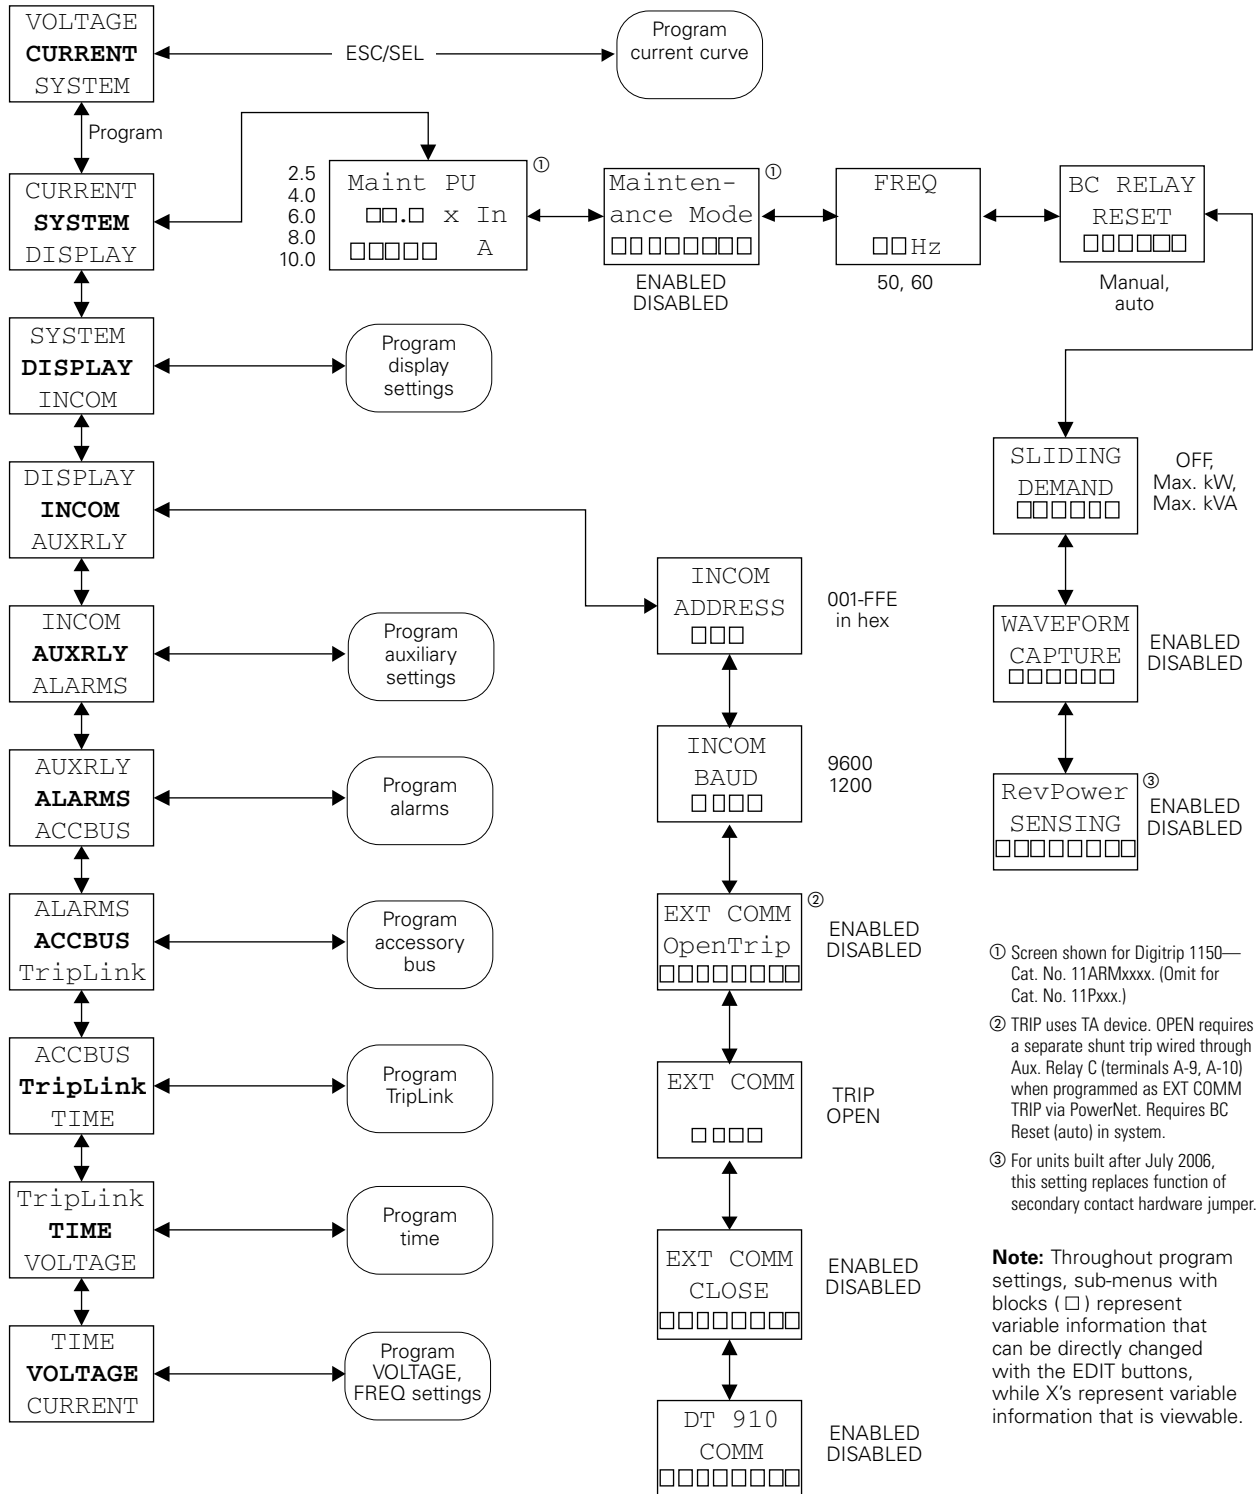 VOLTAGE
CURRENT
SYSTEM
ESC/SEL
Program
current curve
Program
CURRENT
SYSTEM
DISPLAY
2.5
4.0
6.0
8.0
10.0
Maint PU
□□.□ x In
□□□□□ A
①
Mainten-
ance Mode
□□□□□□□□
①
ENABLED
DISABLED
FREQ
□□Hz
50, 60
BC RELAY
RESET
□□□□□□
Manual,
auto
SYSTEM
DISPLAY
INCOM
Program
display
settings
SLIDING
DEMAND
□□□□□□
OFF,
Max. kW,
Max. kVA
DISPLAY
INCOM
AUXRLY
INCOM
ADDRESS
□□□
001-FFE
in hex
WAVEFORM
CAPTURE
□□□□□□
ENABLED
DISABLED
INCOM
AUXRLY
ALARMS
Program
auxiliary
settings
INCOM
BAUD
□□□□
9600
1200
RevPower
SENSING
□□□□□□□□
③
ENABLED
DISABLED
AUXRLY
ALARMS
ACCBUS
Program
alarms
ALARMS
ACCBUS
TripLink
Program
accessory
bus
EXT COMM
OpenTrip
□□□□□□□□
②
ENABLED
DISABLED
ACCBUS
TripLink
TIME
Program
TripLink
EXT COMM
□□□□
TRIP
OPEN
TripLink
TIME
VOLTAGE
Program
time
EXT COMM
CLOSE
□□□□□□□□
ENABLED
DISABLED
TIME
VOLTAGE
CURRENT
Program
VOLTAGE,
FREQ settings
DT 910
COMM
□□□□□□□□
ENABLED
DISABLED
① Screen shown for Digitrip 1150—
Cat. No. 11ARMxxxx. (Omit for
Cat. No. 11Pxxx.)
② TRIP uses TA device. OPEN requires
a separate shunt trip wired through
Aux. Relay C (terminals A-9, A-10)
when programmed as EXT COMM
TRIP via PowerNet. Requires BC
Reset (auto) in system.
③ For units built after July 2006,
this setting replaces function of
secondary contact hardware jumper.
Note: Throughout program
settings, sub-menus with
blocks ( □ ) represent
variable information that
can be directly changed
with the EDIT buttons,
while X's represent variable
information that is viewable.